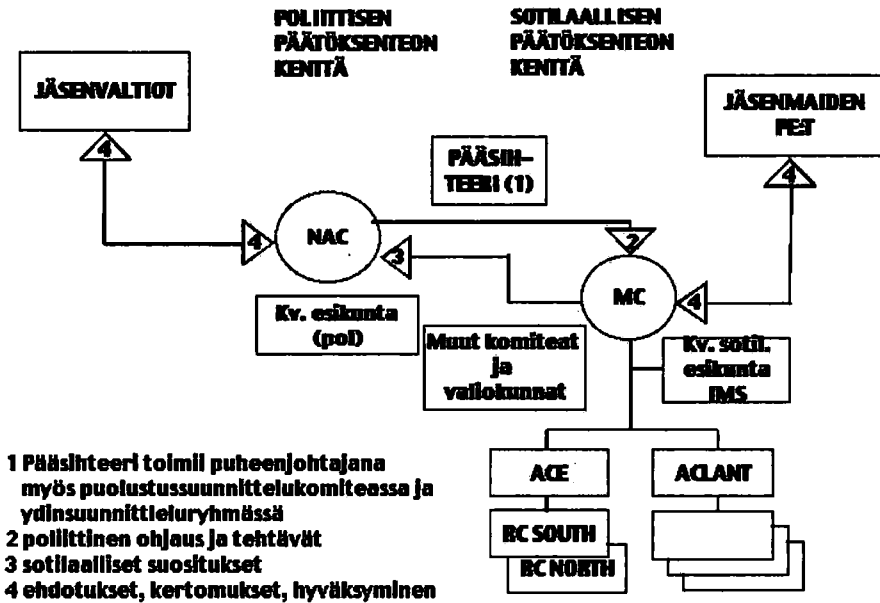 POLIITTISEN
PÄÄTÖKSENTEON
KENTTÄ
SOTILAALLISEN
PÄÄTÖKSENTEON
KENTTÄ
JÄSENVALTIOT
JÄSENMAIDEN
PE:T
4
4
PÄÄSIH-
TEERI (1)
NAC
4
3
2
MC
4
Kv. esikunta
(pol)
Muut komiteat
ja
valiokunnat
Kv. sotil.
esikunta
IMS
ACE
ACLANT
RC SOUTH
RC NORTH
1 Pääsihteeri toimii puheenjohtajana
myös puolustussuunnittelukomiteassa ja
ydinsuunnitteluryhmässä
2 poliittinen ohjaus ja tehtävät
3 sotilaalliset suositukset
4 ehdotukset, kertomukset, hyväksyminen